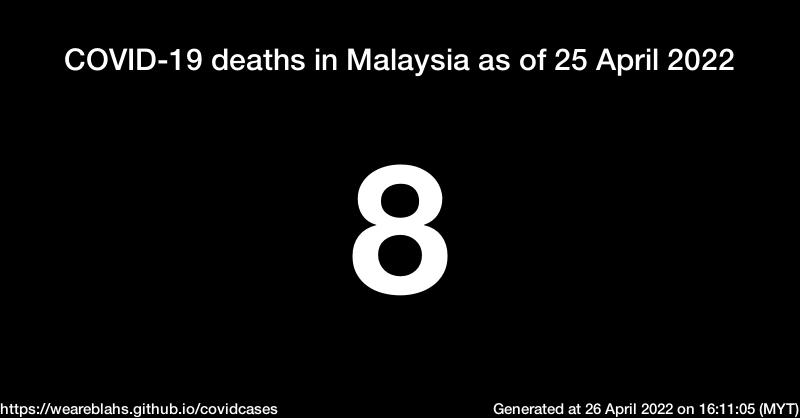 COVID-19 deaths in Malaysia as of 25 April 2022
8
https://weareblahs.github.io/covidcases
Generated at 26 April 2022 on 16:11:05 (MYT)